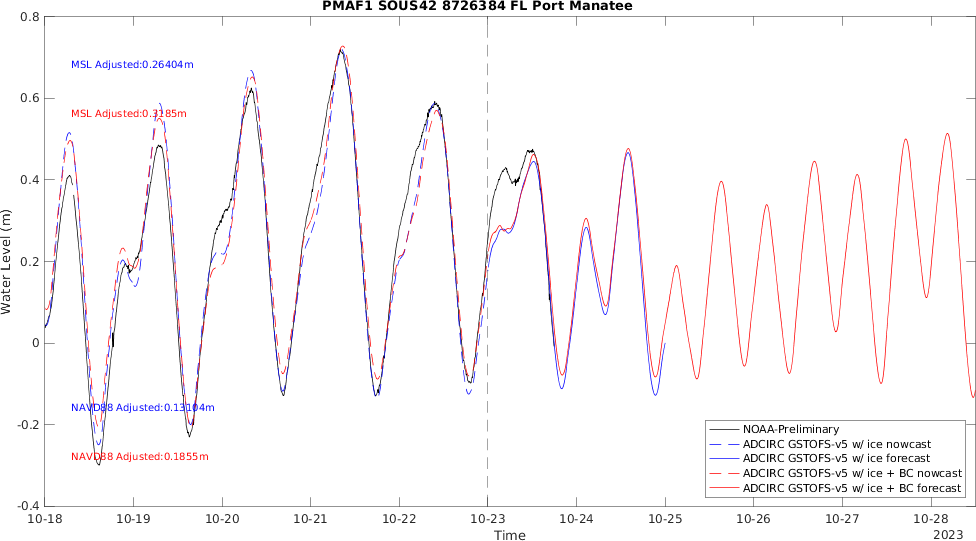 PMAF1 SOUS42 8726384 FL Port Manatee
0.8
0.6
0.4
0.2
0
-0.2
-0.4
Water Level (m)
MSL Adjusted:0.26404m
MSL Adjusted:0.3185m
NAVD88 Adjusted:0.13104m
NAVD88 Adjusted:0.1855m
NOAA-Preliminary
ADCIRC GSTOFS-v5 w/ ice nowcast
ADCIRC GSTOFS-v5 w/ ice forecast
ADCIRC GSTOFS-v5 w/ ice + BC nowcast
ADCIRC GSTOFS-v5 w/ ice + BC forecast
10-18 10-19 10-20 10-21 10-22 10-23 10-24 10-25 10-26 10-27 10-28
Time
2023